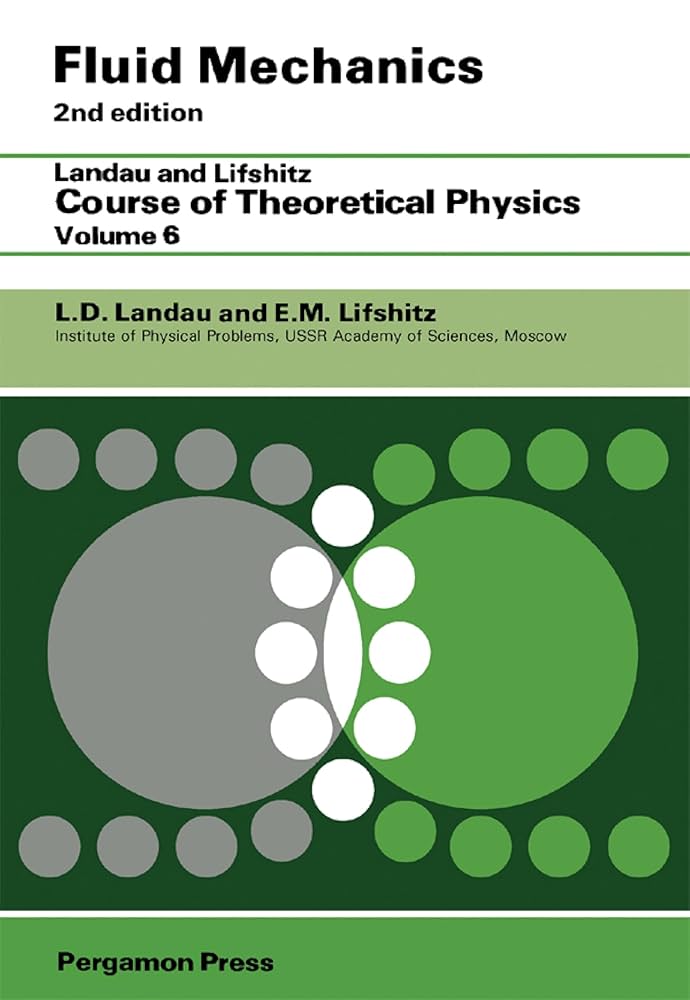 Fluid Mechanics
2nd edition
Landau and Lifshitz
Course of Theoretical Physics
Volume 6
L.D. Landau and E.M. Lifshitz
Institute of Physical Problems, USSR Academy of Sciences, Moscow
Pergamon Press